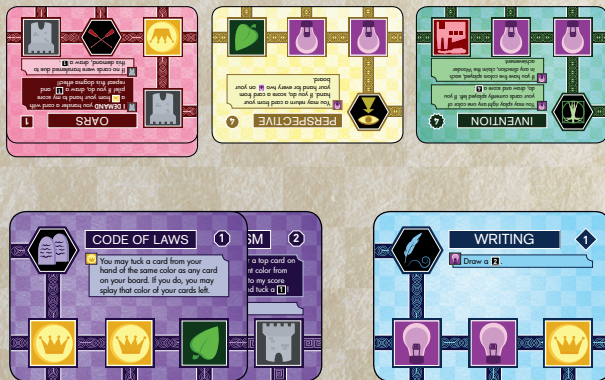 OARS
1
I DEMAND you transfer a card with
a from your hand to my score
pile! If you do, draw a 1, and
repeat this dogma effect!
If no cards were transferred due to
this demand, draw a 1.
PERSPECTIVE
4
You may return a card from your
hand. If you do, score a card from
your hand for every two on your
board.
INVENTION
4
You may splay right any one color of
your cards currently splayed left. If you
do, draw and score a 4.
If you have five colors splayed, each
in any direction, claim the Wonder
achievement.
CODE OF LAWS
1
You may tuck a card from your
hand of the same color as any card
on your board. If you do, you may
splay that color of your cards left.
SM
2
a top card on
color from
to my score
tuck a 1!
WRITING
1
Draw a 2.